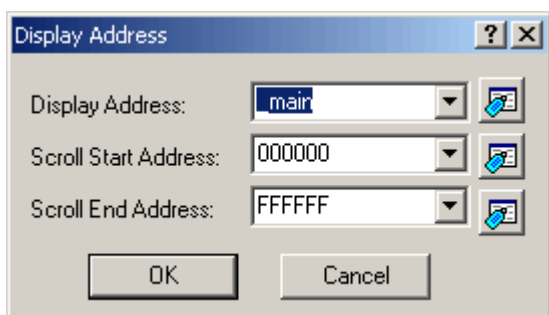 Display Address
Display Address: _main
Scroll Start Address: 000000
Scroll End Address: FFFFFF
OK Cancel